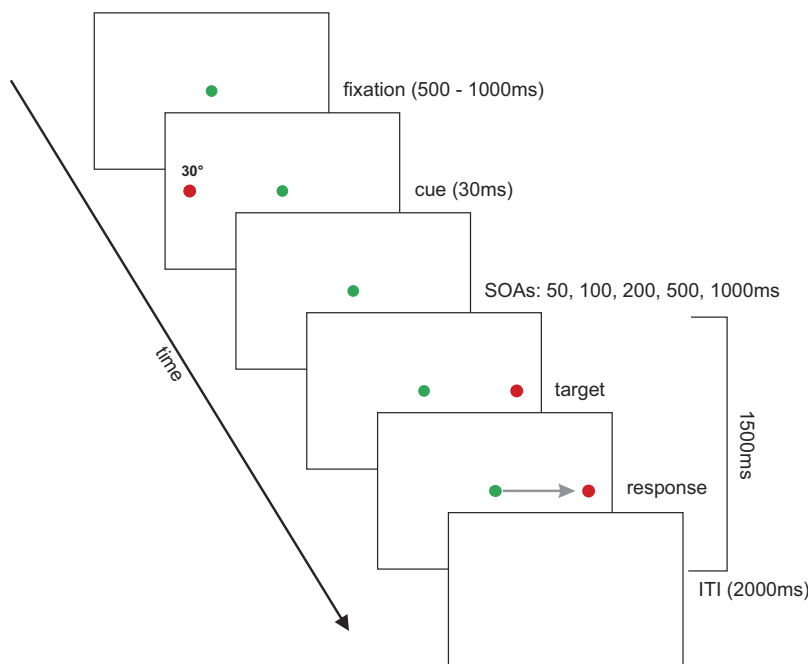 fixation (500 - 1000ms)
30°
cue (30ms)
SOAs: 50, 100, 200, 500, 1000ms
time
target
1500ms
response
ITI (2000ms)